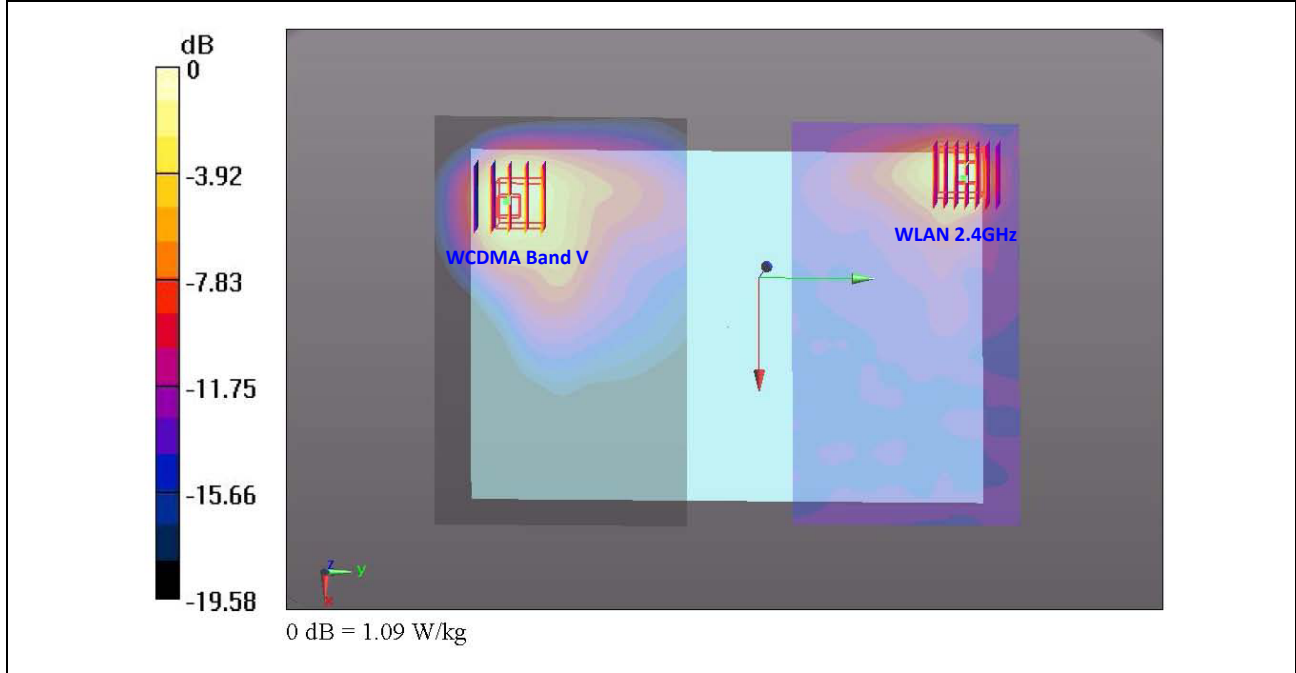 dB
0
-3.92
-7.83
-11.75
-15.66
-19.58
WCDMA Band V
WLAN 2.4GHz
z
y
x
0 dB = 1.09 W/kg